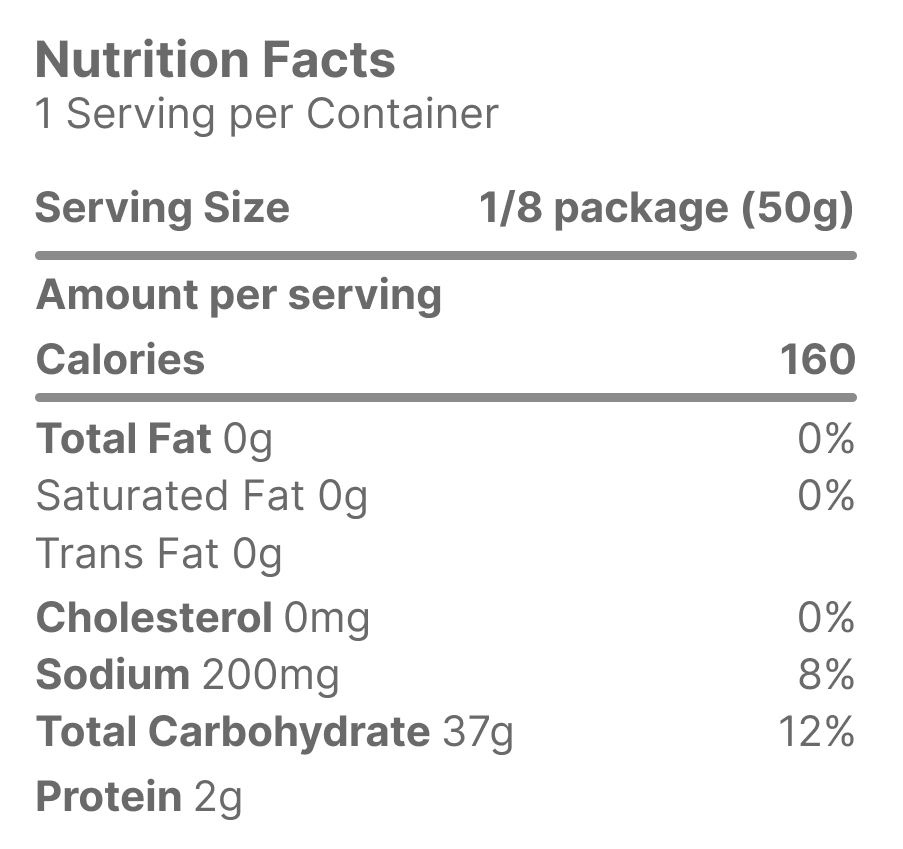 Nutrition Facts
1 Serving per Container
Serving Size 1/8 package (50g)
Amount per serving
Calories 160
Total Fat 0g 0%
Saturated Fat 0g 0%
Trans Fat 0g
Cholesterol 0mg 0%
Sodium 200mg 8%
Total Carbohydrate 37g 12%
Protein 2g